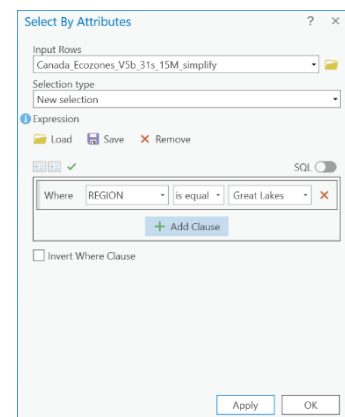 Select By Attributes ? ×
Input Rows
Canada_Ecozones_V5b_31s_15M_simplify
Selection type
New selection
Expression
Load Save Remove
SQL
Where REGION is equal Great Lakes
Add Clause
Invert Where Clause
Apply OK